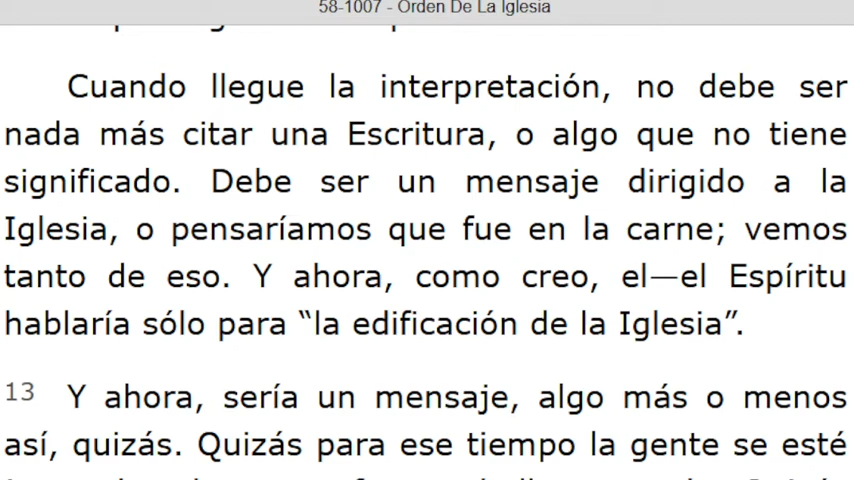 58-1007 - Orden De La Iglesia
Cuando llegue la interpretación, no debe ser
nada más citar una Escritura, o algo que no tiene
significado. Debe ser un mensaje dirigido a la
Iglesia, o pensaríamos que fue en la carne; vemos
tanto de eso. Y ahora, como creo, el—el Espíritu
hablaría sólo para “la edificación de la Iglesia”.
13 Y ahora, sería un mensaje, algo más o menos
así, quizás. Quizás para ese tiempo la gente se esté